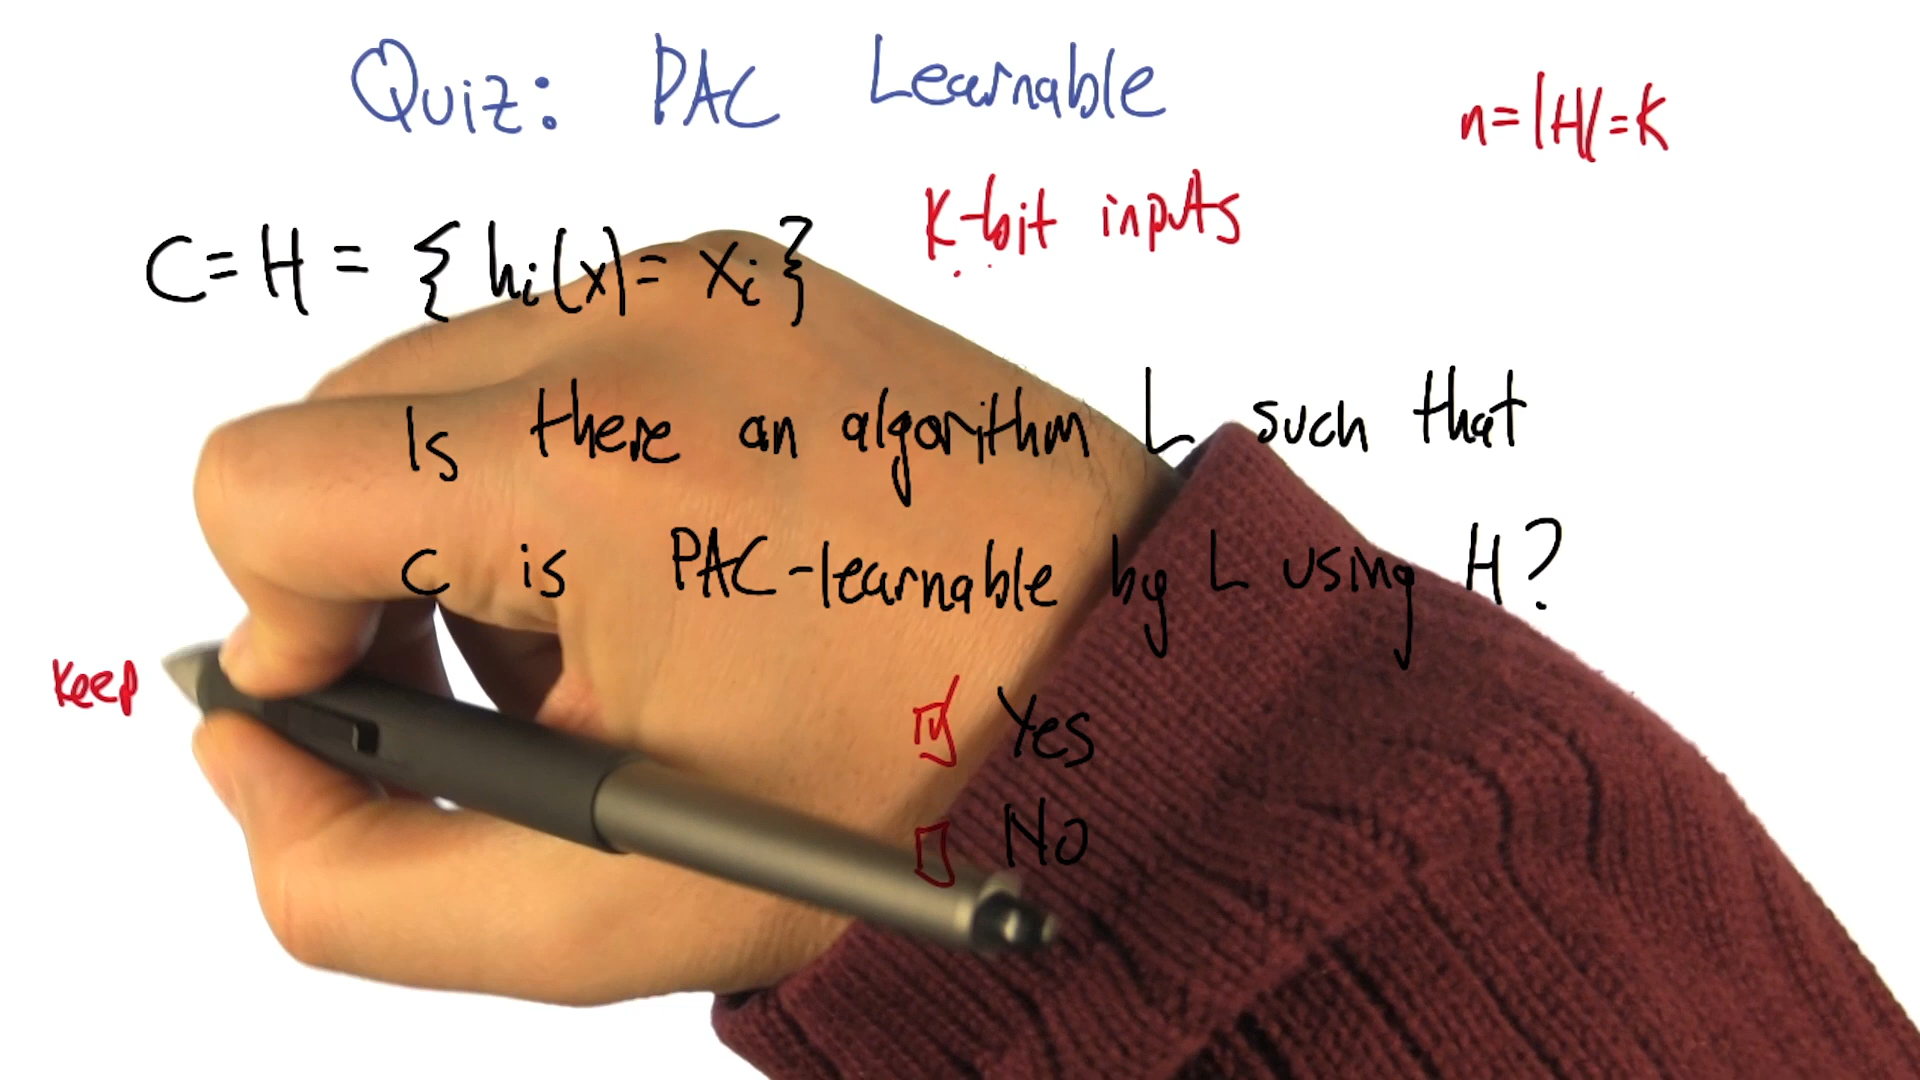 Quiz: PAC Learnable
n=|H|=K
K-bit inputs
C=H= { hi(x)= Xi }
Is there an algorithm L such that
C is PAC-learnable by L using H?
Keep
Yes
No